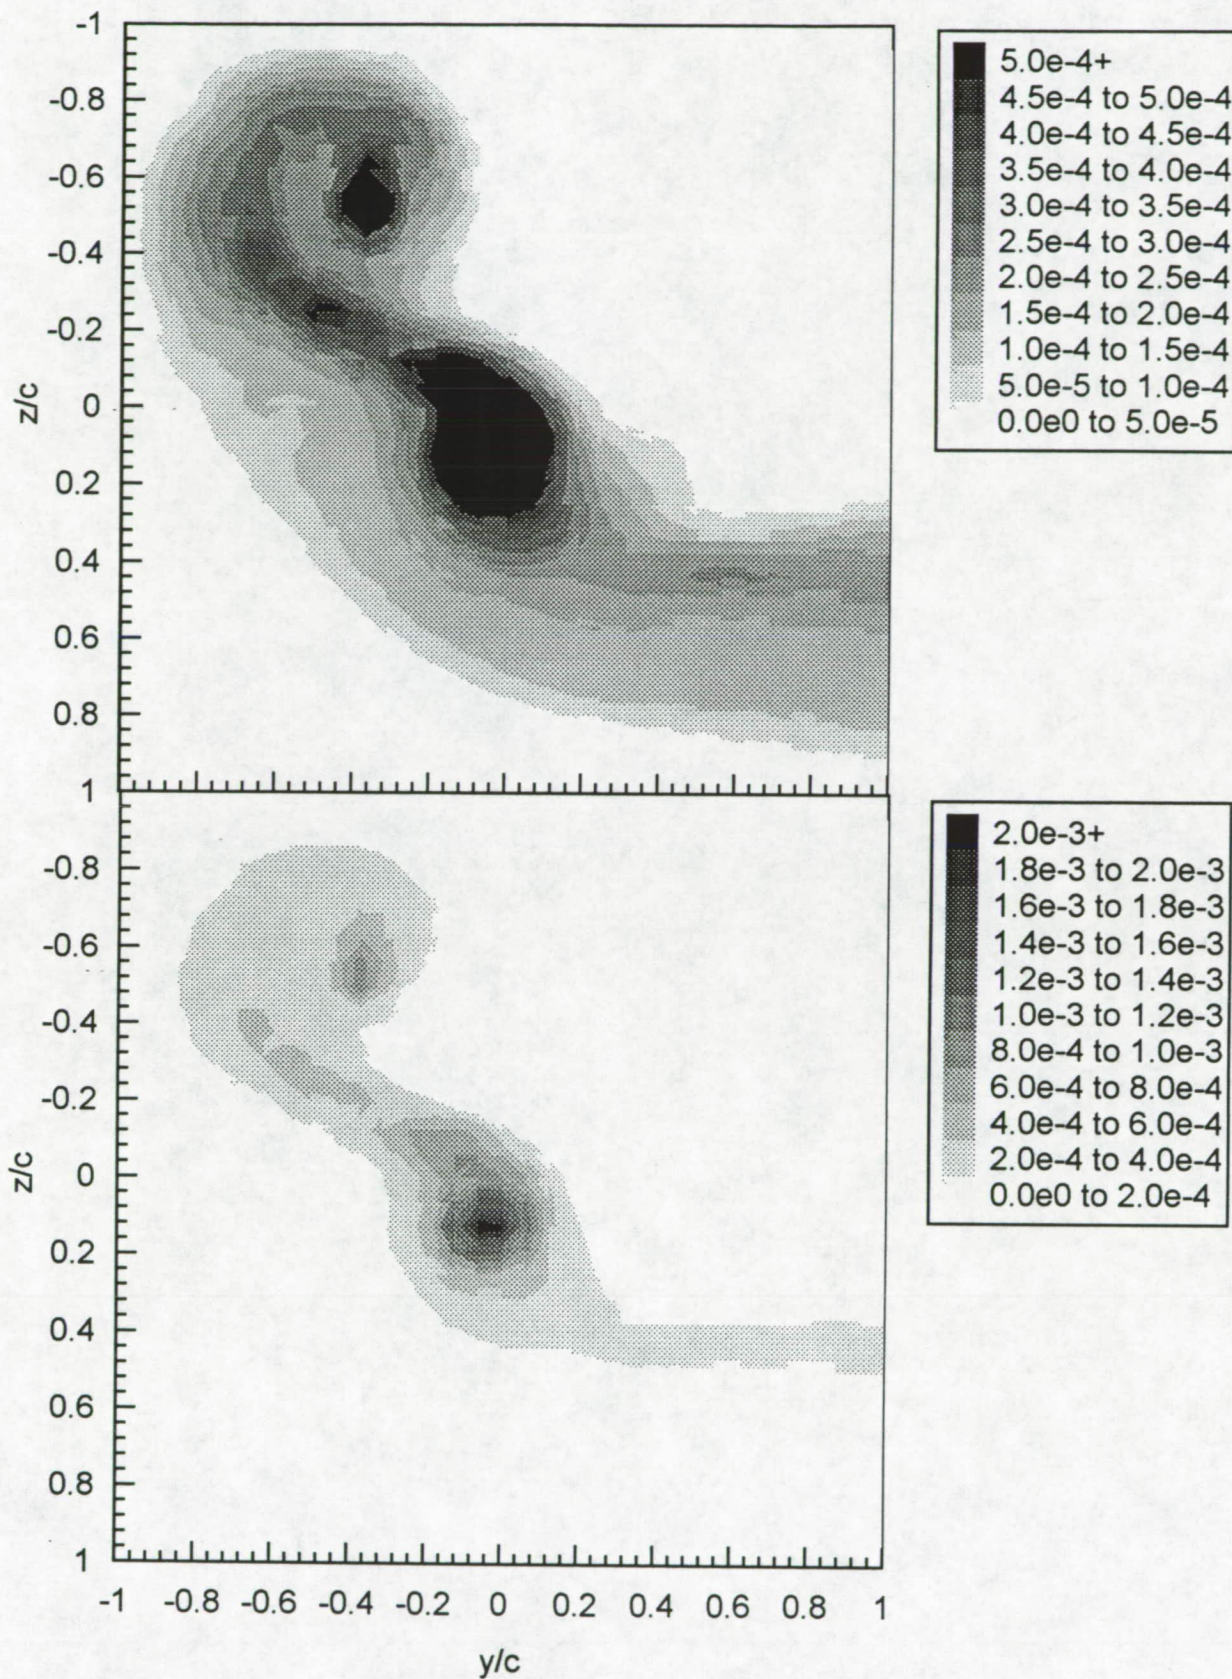 -1
-0.8
-0.6
-0.4
-0.2
0
0.2
0.4
0.6
0.8
1
z/c
5.0e-4+
4.5e-4 to 5.0e-4
4.0e-4 to 4.5e-4
3.5e-4 to 4.0e-4
3.0e-4 to 3.5e-4
2.5e-4 to 3.0e-4
2.0e-4 to 2.5e-4
1.5e-4 to 2.0e-4
1.0e-4 to 1.5e-4
5.0e-5 to 1.0e-4
0.0e0 to 5.0e-5
-0.8
-0.6
-0.4
-0.2
0
0.2
0.4
0.6
0.8
1
z/c
2.0e-3+
1.8e-3 to 2.0e-3
1.6e-3 to 1.8e-3
1.4e-3 to 1.6e-3
1.2e-3 to 1.4e-3
1.0e-3 to 1.2e-3
8.0e-4 to 1.0e-3
6.0e-4 to 8.0e-4
4.0e-4 to 6.0e-4
2.0e-4 to 4.0e-4
0.0e0 to 2.0e-4
-1 -0.8 -0.6 -0.4 -0.2 0 0.2 0.4 0.6 0.8 1
y/c